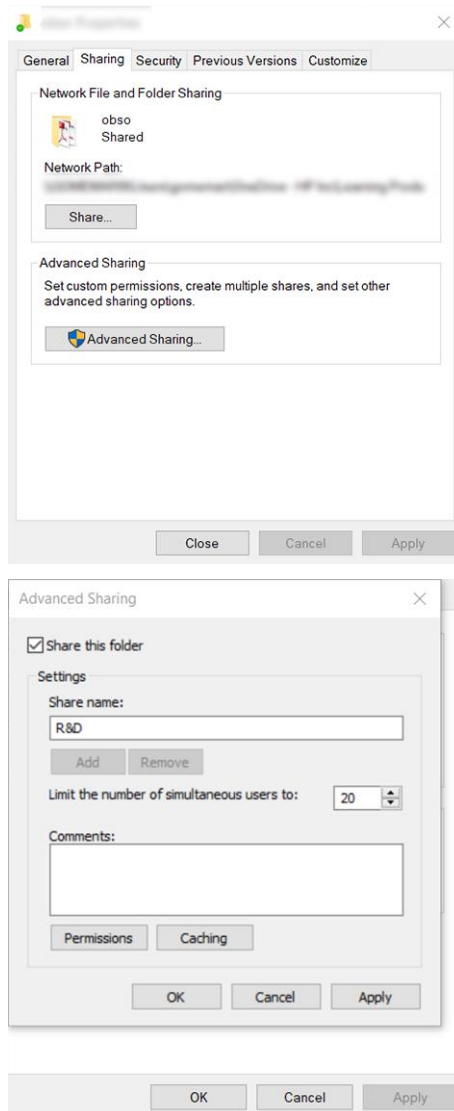 General Sharing Security Previous Versions Customize
Network File and Folder Sharing
obso
Shared
Network Path:
Share...
Advanced Sharing
Set custom permissions, create multiple shares, and set other
advanced sharing options.
Advanced Sharing...
Close Cancel Apply
Advanced Sharing
Share this folder
Settings
Share name:
R&D
Add Remove
Limit the number of simultaneous users to: 20
Comments:
Permissions Caching
OK Cancel Apply
OK Cancel Apply